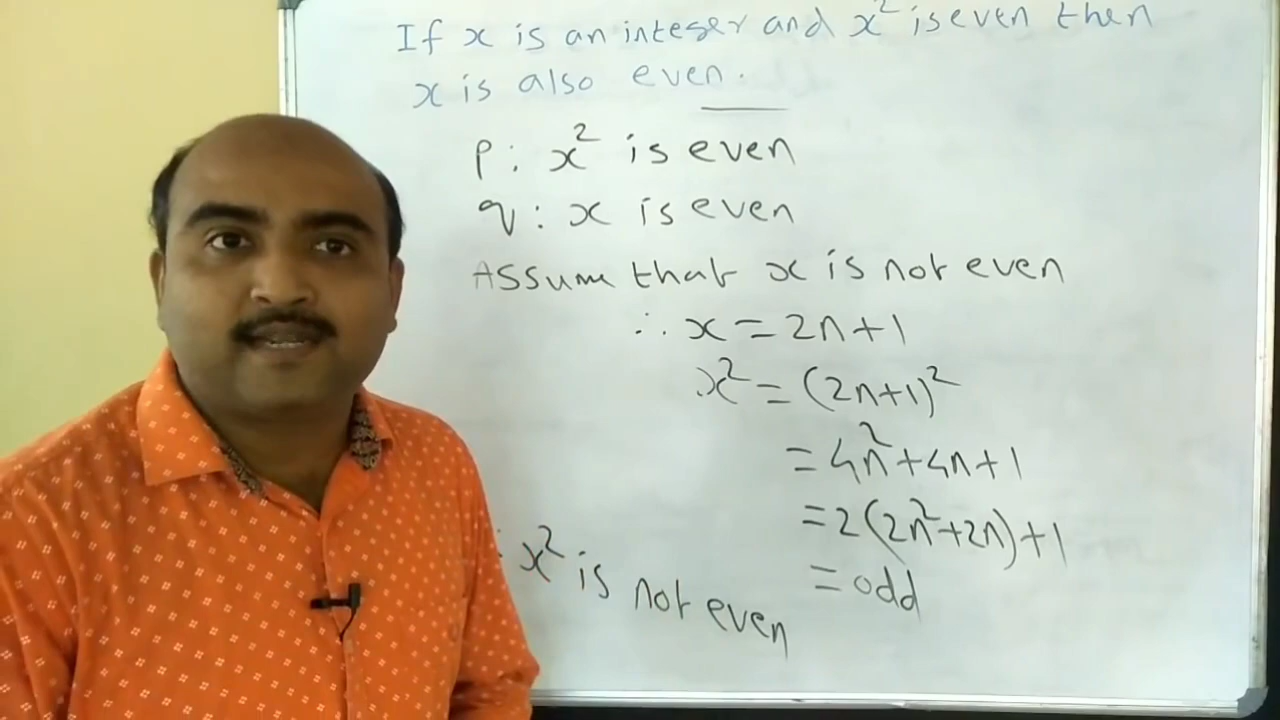 If x is an integer and x² is even then
x is also even.
p : x² is even
q : x is even
Assume that x is not even
∴ x = 2n+1
x² = (2n+1)²
= 4n²+4n+1
= 2(2n²+2n)+1
= odd
x² is not even